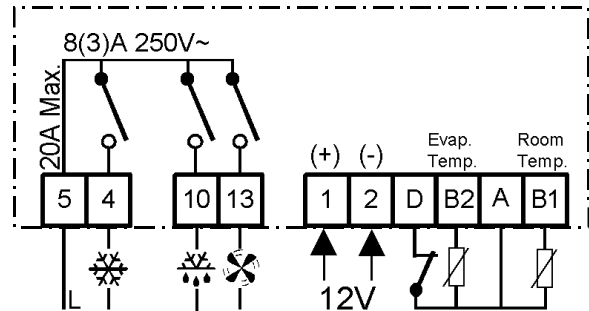 8(3)A 250V~
20A Max.
(+) (-)
Evap. Temp.
Room Temp.
5 4 10 13 1 2 D B2 A B1
L
12V